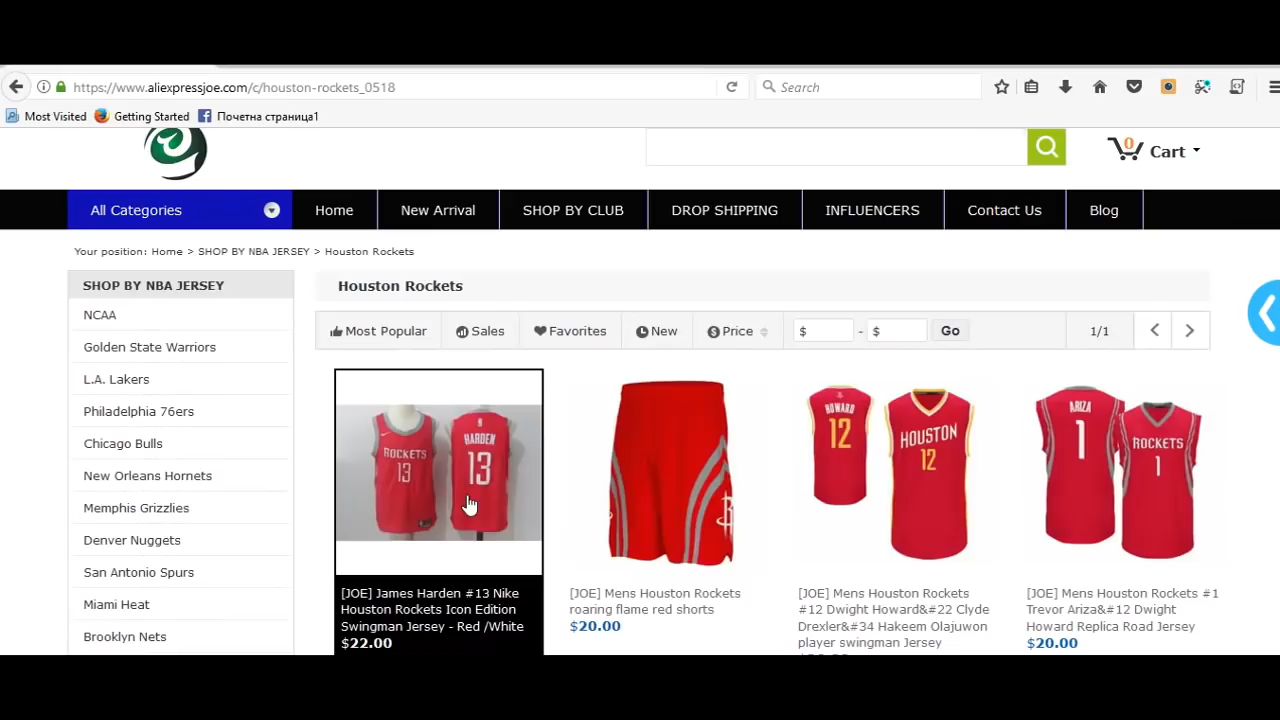 https://www.aliexpressjoe.com/c/houston-rockets_0518
Search
Most Visited
Getting Started
Почетна страница1
0
Cart
All Categories
Home
New Arrival
SHOP BY CLUB
DROP SHIPPING
INFLUENCERS
Contact Us
Blog
Your position: Home > SHOP BY NBA JERSEY > Houston Rockets
SHOP BY NBA JERSEY
NCAA
Golden State Warriors
L.A. Lakers
Philadelphia 76ers
Chicago Bulls
New Orleans Hornets
Memphis Grizzlies
Denver Nuggets
San Antonio Spurs
Miami Heat
Brooklyn Nets
Houston Rockets
Most Popular
Sales
Favorites
New
Price
$
-
$
Go
1/1
ROCKETS
13
HARDEN
13
[JOE] James Harden #13 Nike
Houston Rockets Icon Edition
Swingman Jersey - Red /White
$22.00
[JOE] Mens Houston Rockets
roaring flame red shorts
$20.00
HOWARD
12
HOUSTON
12
[JOE] Mens Houston Rockets
#12 Dwight Howard&#22 Clyde
Drexler&#34 Hakeem Olajuwon
player swingman Jersey
ARIZA
1
ROCKETS
1
[JOE] Mens Houston Rockets #1
Trevor Ariza&#12 Dwight
Howard Replica Road Jersey
$20.00